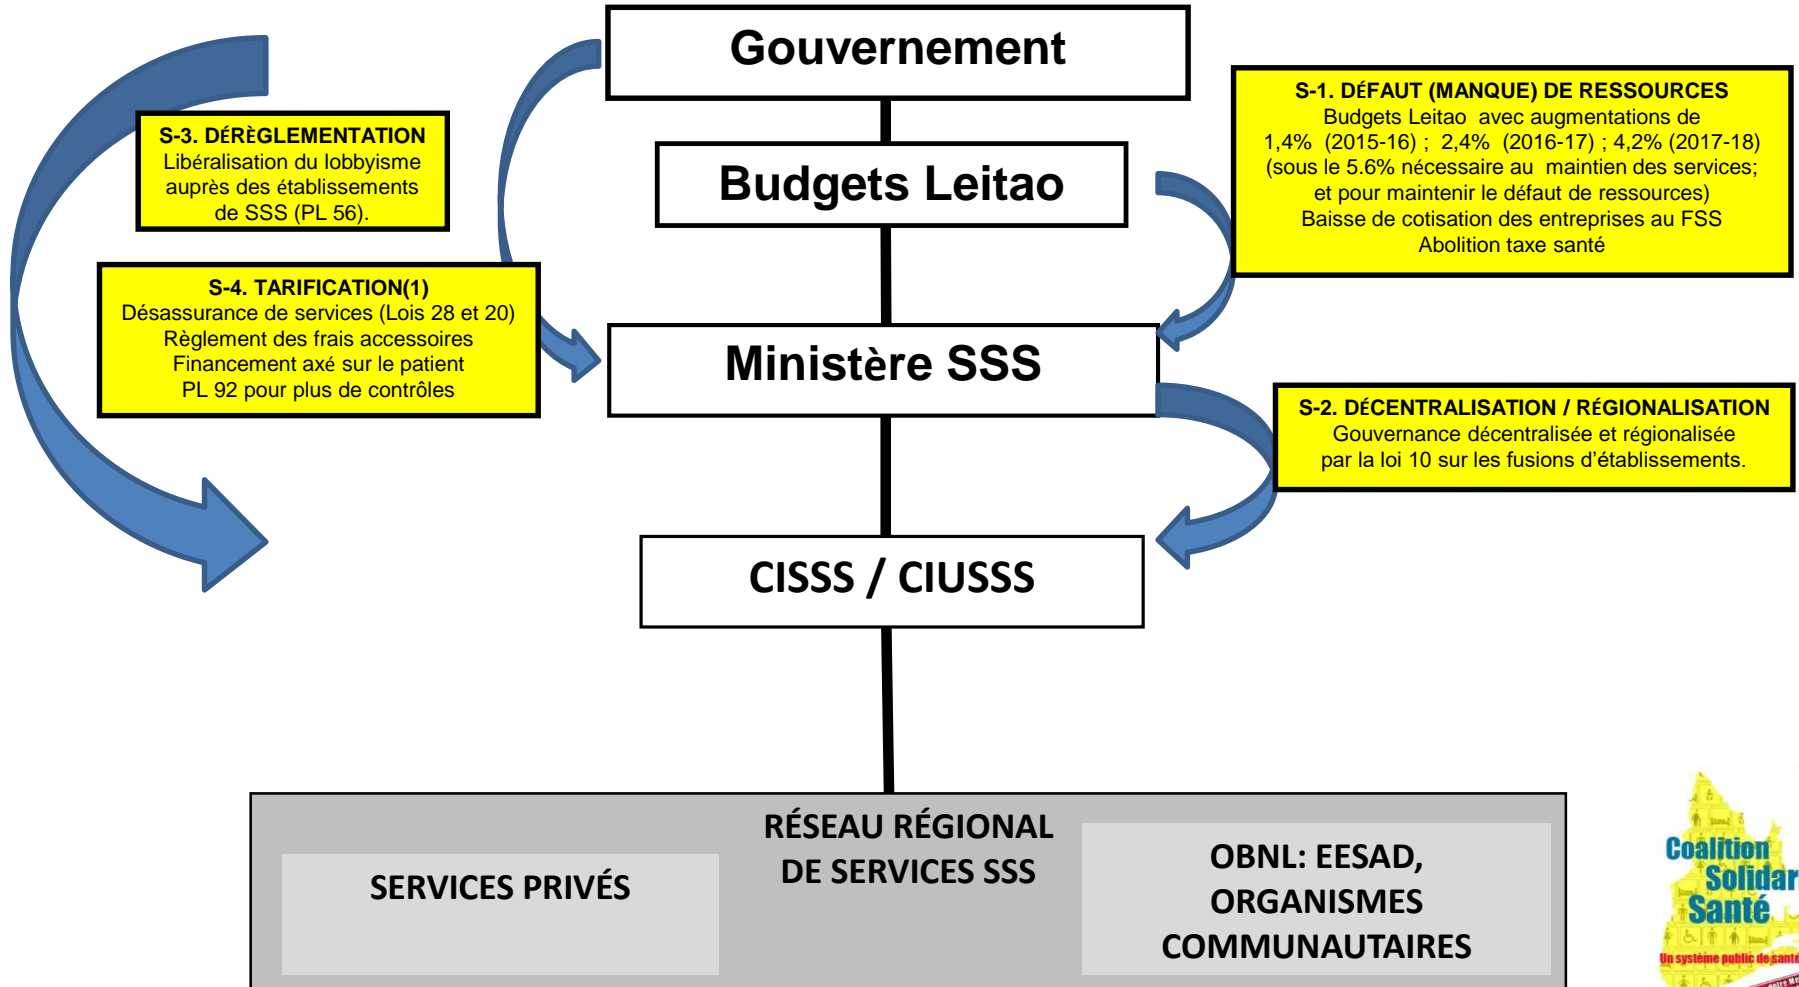 Gouvernement
S-1. DÉFAUT (MANQUE) DE RESSOURCES
Budgets Leitao avec augmentations de
1,4% (2015-16) ; 2,4% (2016-17) ; 4,2% (2017-18)
(sous le 5.6% nécessaire au maintien des services;
et pour maintenir le défaut de ressources)
Baisse de cotisation des entreprises au FSS
Abolition taxe santé
S-3. DÉRÈGLEMENTATION
Libéralisation du lobbyisme
auprès des établissements
de SSS (PL 56).
Budgets Leitao
S-4. TARIFICATION(1)
Désassurance de services (Lois 28 et 20)
Règlement des frais accessoires
Financement axé sur le patient
PL 92 pour plus de contrôles
Ministère SSS
S-2. DÉCENTRALISATION / RÉGIONALISATION
Gouvernance décentralisée et régionalisée
par la loi 10 sur les fusions d’établissements.
CISSS / CIUSSS
RÉSEAU RÉGIONAL
DE SERVICES SSS
SERVICES PRIVÉS
OBNL: EESAD,
ORGANISMES
COMMUNAUTAIRES
Coalition
Solidar
Santé
Un système public de santé